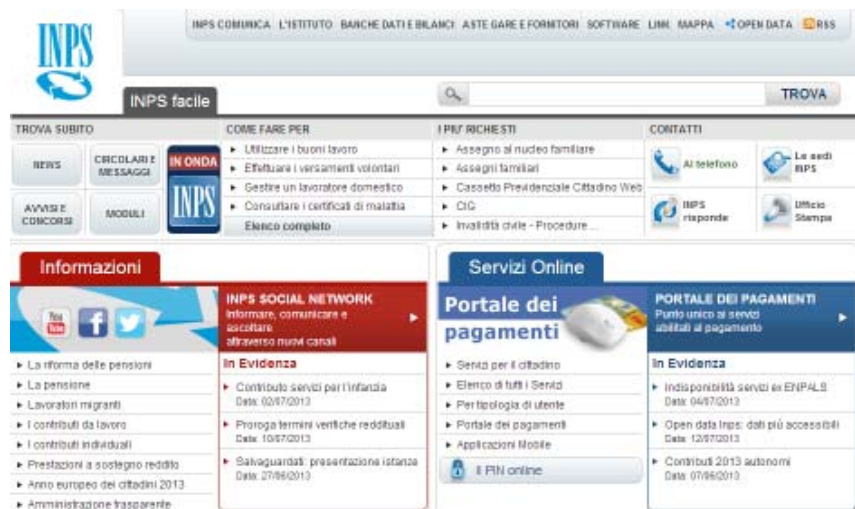 INPS COMUNICA L'ISTITUTO BANCHE DATI E BILANCI ASTE GARE E FORNITORI SOFTWARE LINK MAPPA OPEN DATA RSS
INPS
INPS facile
TROVA
TROVA SUBITO
NEWS
CIRCOLARI E MESSAGGI
IN ONDA
INPS
AVVISI E CONCORSI
MODULI
COME FARE PER
Utilizzare i buoni lavoro
Effettuare i versamenti volontari
Gestire un lavoratore domestico
Consultare i certificati di malattia
Elenco completo
I PIU' RICHIESTI
Assegno al nucleo familiare
Assegni familiari
Cassetto Previdenziale Cittadino Web
CIG
Invalidità civile - Procedure ...
CONTATTI
Al telefono
Le sedi
INPS
INPS
risponde
Ufficio
Stampa
Informazioni
You
Tube
INPS SOCIAL NETWORK
Informare, comunicare e
ascoltare
attraverso nuovi canali
La riforma delle pensioni
La pensione
Lavoratori migranti
I contributi da lavoro
I contributi individuali
Prestazioni a sostegno reddito
Anno europeo dei cittadini 2013
Amministrazione trasparente
In Evidenza
Contributo servizi per l'infanzia
Data: 02/07/2013
Proroga termini verifiche reddituali
Data: 10/07/2013
Salvaguardati: presentazione istanze
Data: 27/06/2013
Servizi Online
Portale dei
pagamenti
PORTALE DEI PAGAMENTI
Punto unico ai servizi
abilitati al pagamento
Servizi per il cittadino
Elenco di tutti i Servizi
Per tipologia di utente
Portale dei pagamenti
Applicazioni Mobile
Il PIN online
In Evidenza
Indisponibilità servizi ex ENPALS
Data: 04/07/2013
Open data Inps: dati più accessibili
Data: 12/07/2013
Contributi 2013 autonomi
Data: 07/06/2013